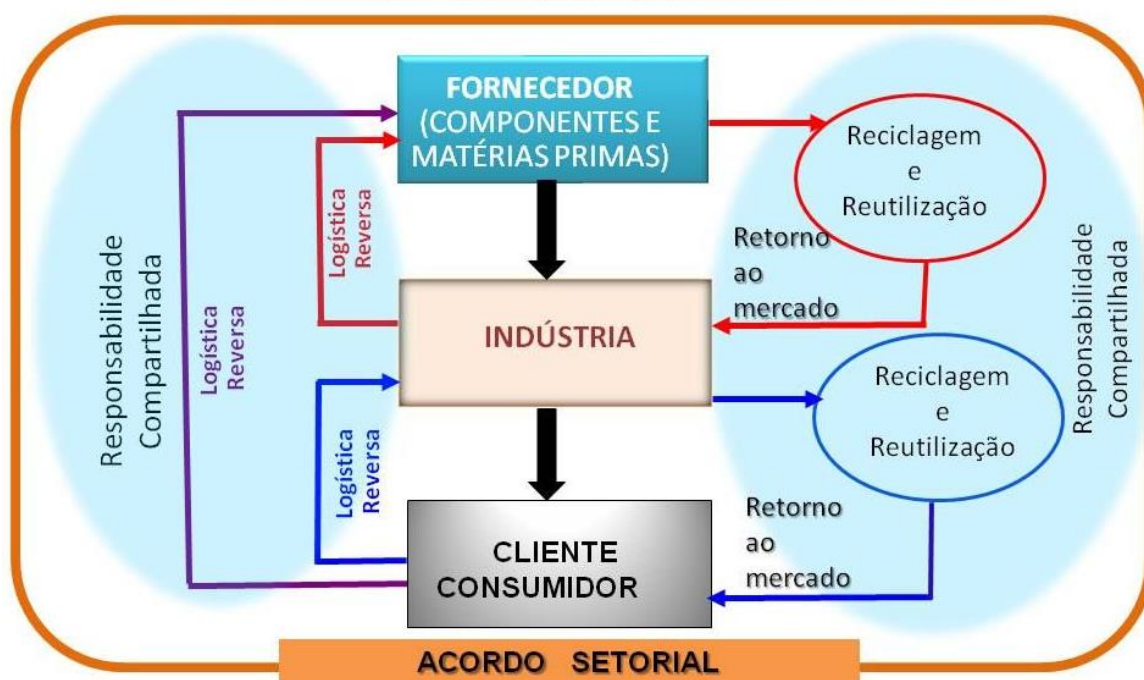 FORNECEDOR
(COMPONENTES E
MATÉRIAS PRIMAS)
Reciclagem
e
Reutilização
Logística
Reversa
Retorno
ao
mercado
Responsabilidade
Compartilhada
Logística
Reversa
INDÚSTRIA
Responsabilidade
Compartilhada
Reciclagem
e
Reutilização
Logística
Reversa
Retorno
ao
mercado
CLIENTE
CONSUMIDOR
ACORDO SETORIAL